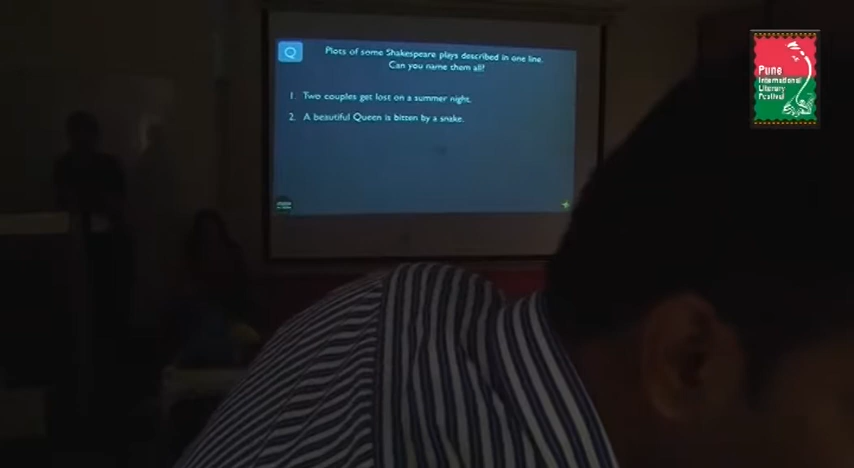 Q
Plots of some Shakespeare plays described in one line.
Can you name them all?
1. Two couples get lost on a summer night.
2. A beautiful Queen is bitten by a snake.
Pune
International
Literary
Festival